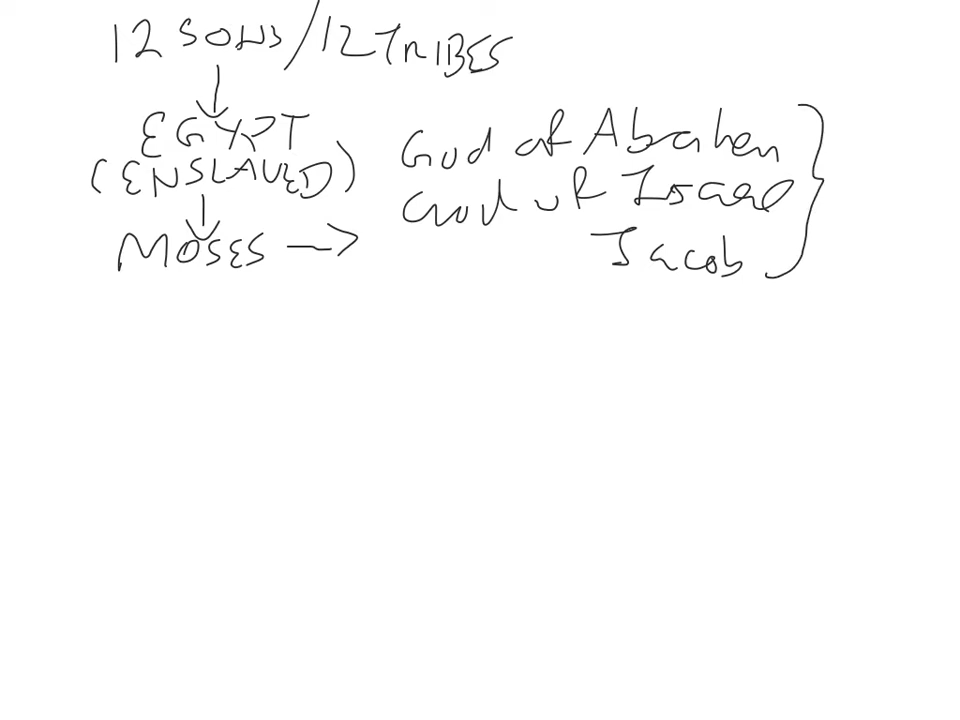 12 SONS/12 TRIBES
EGYPT
(ENSLAVED)
MOSES →
God of Abraham
God of Isaac
Jacob